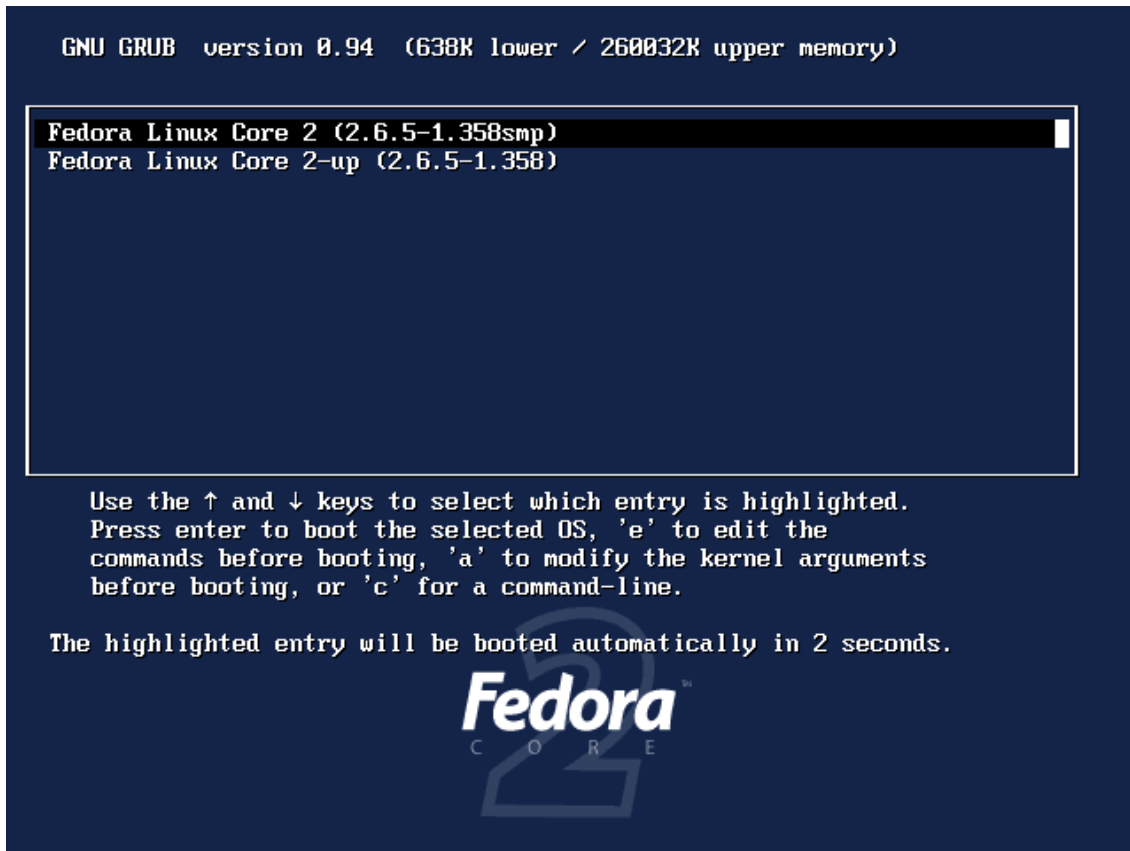 GNU GRUB  version 0.94  (638K lower / 260032K upper memory)
Fedora Linux Core 2 (2.6.5-1.358smp)
Fedora Linux Core 2-up (2.6.5-1.358)
Use the ↑ and ↓ keys to select which entry is highlighted.
Press enter to boot the selected OS, 'e' to edit the
commands before booting, 'a' to modify the kernel arguments
before booting, or 'c' for a command-line.
The highlighted entry will be booted automatically in 2 seconds.
Fedora™
CORE
2